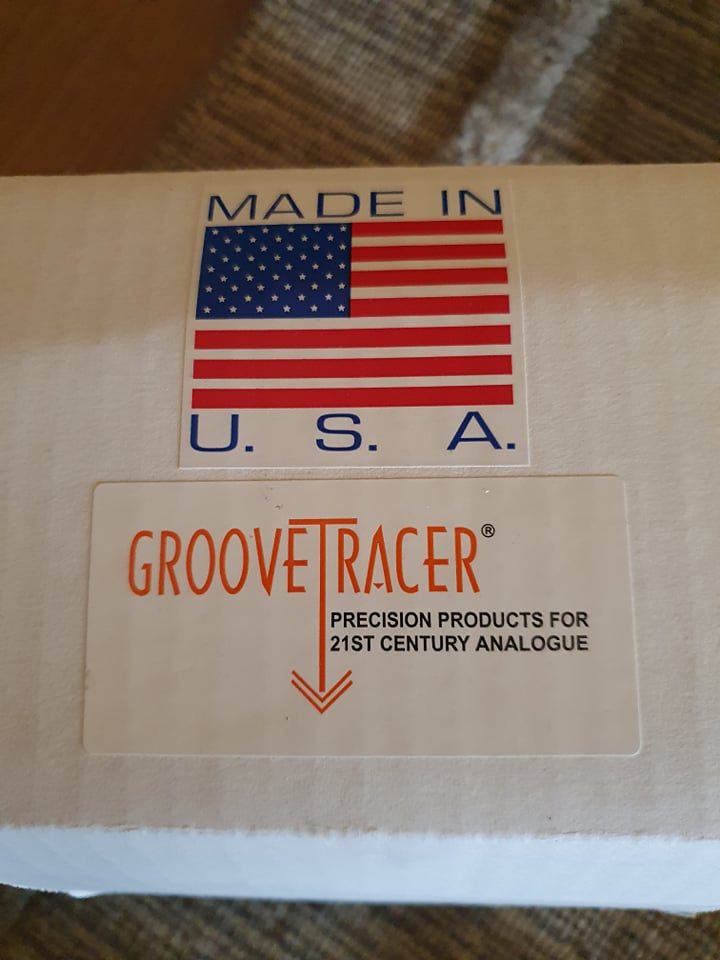 MADE IN
U. S. A.
GROOVETRACER®
PRECISION PRODUCTS FOR
21ST CENTURY ANALOGUE